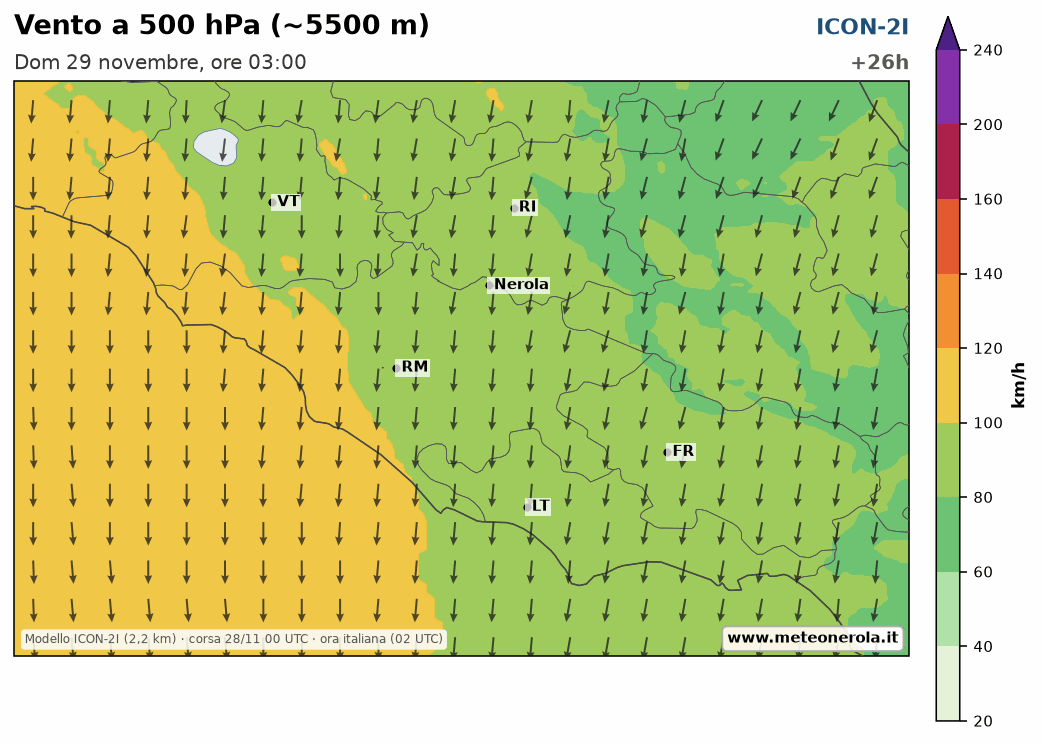 Vento a 500 hPa (~5500 m)
ICON-2I
Dom 29 novembre, ore 03:00
+26h
VT
RI
Nerola
RM
FR
LT
Modello ICON-2I (2,2 km) · corsa 28/11 00 UTC · ora italiana (02 UTC)
www.meteonerola.it
240
200
160
140
120
100
80
60
40
20
km/h